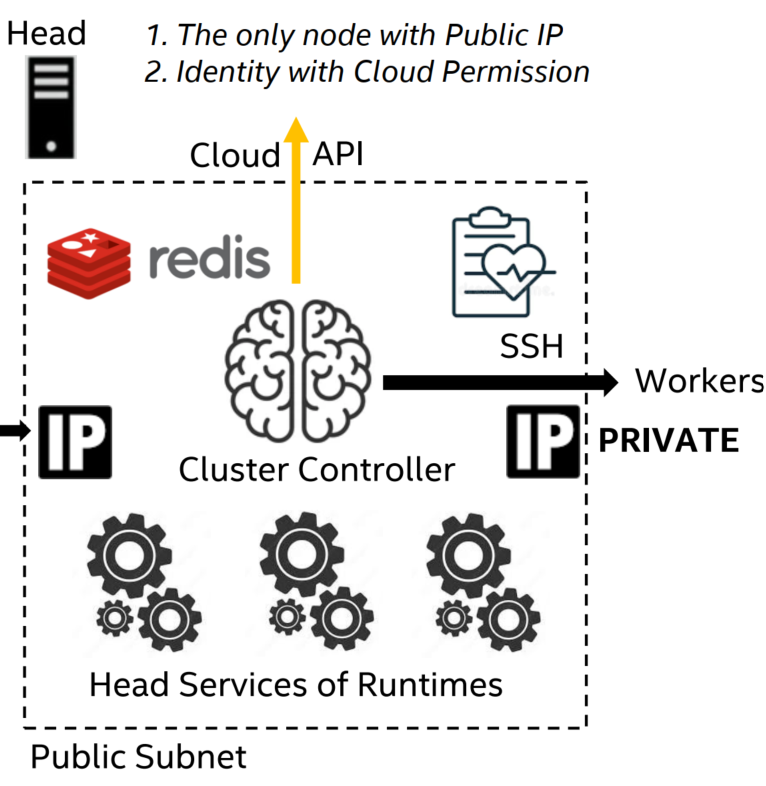 Head
1. The only node with Public IP
2. Identity with Cloud Permission
Cloud API
redis
SSH
Workers
IP
IP PRIVATE
Cluster Controller
Head Services of Runtimes
Public Subnet